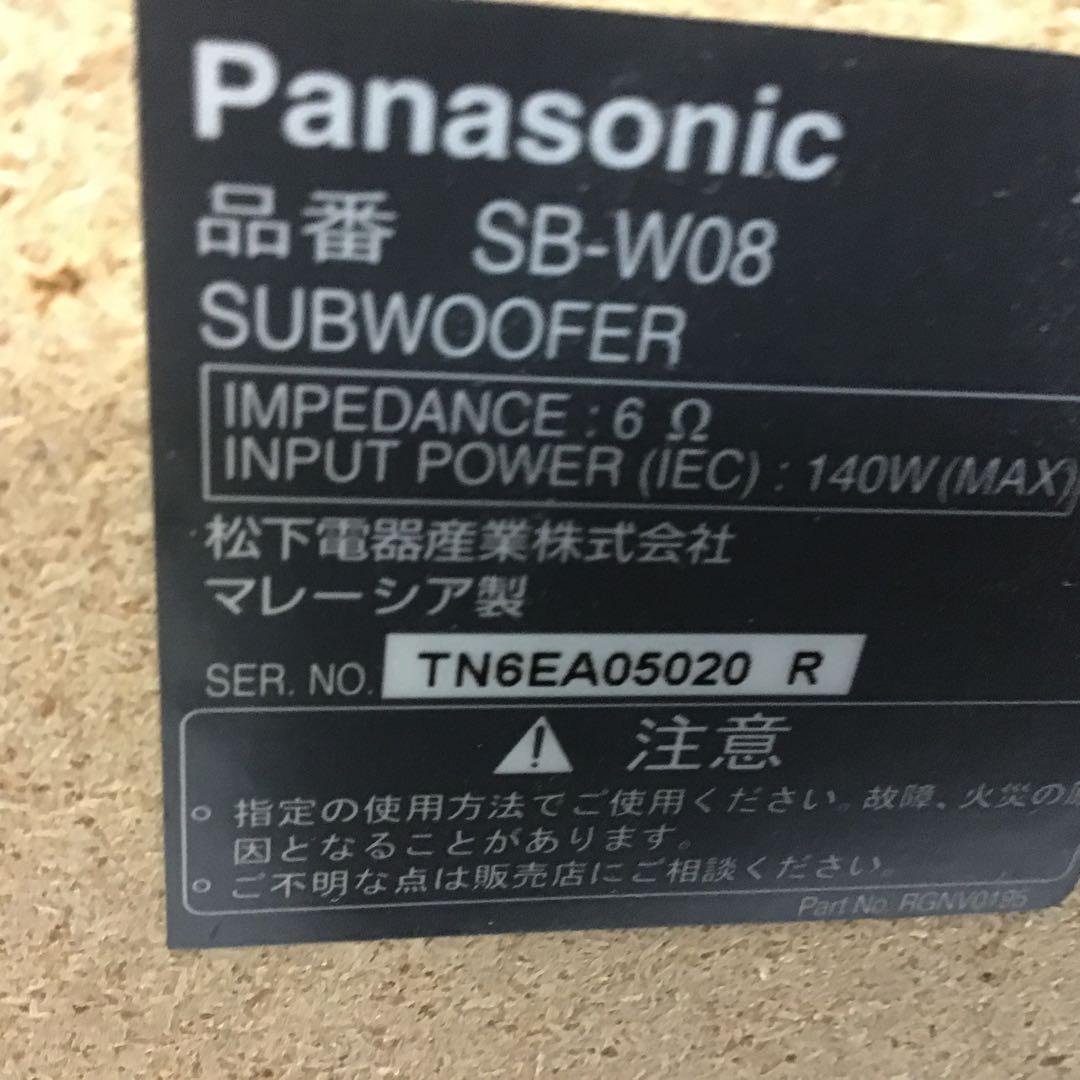 Panasonic
品番 SB-W08
SUBWOOFER
IMPEDANCE : 6 Ω
INPUT POWER (IEC) : 140W(MAX)
松下電器産業株式会社
マレーシア製
SER. NO. TN6EA05020 R
注意
。指定の使用方法でご使用ください。故障、火災の原
因となることがあります。
。ご不明な点は販売店にご相談ください。
Part No. RGNV0195